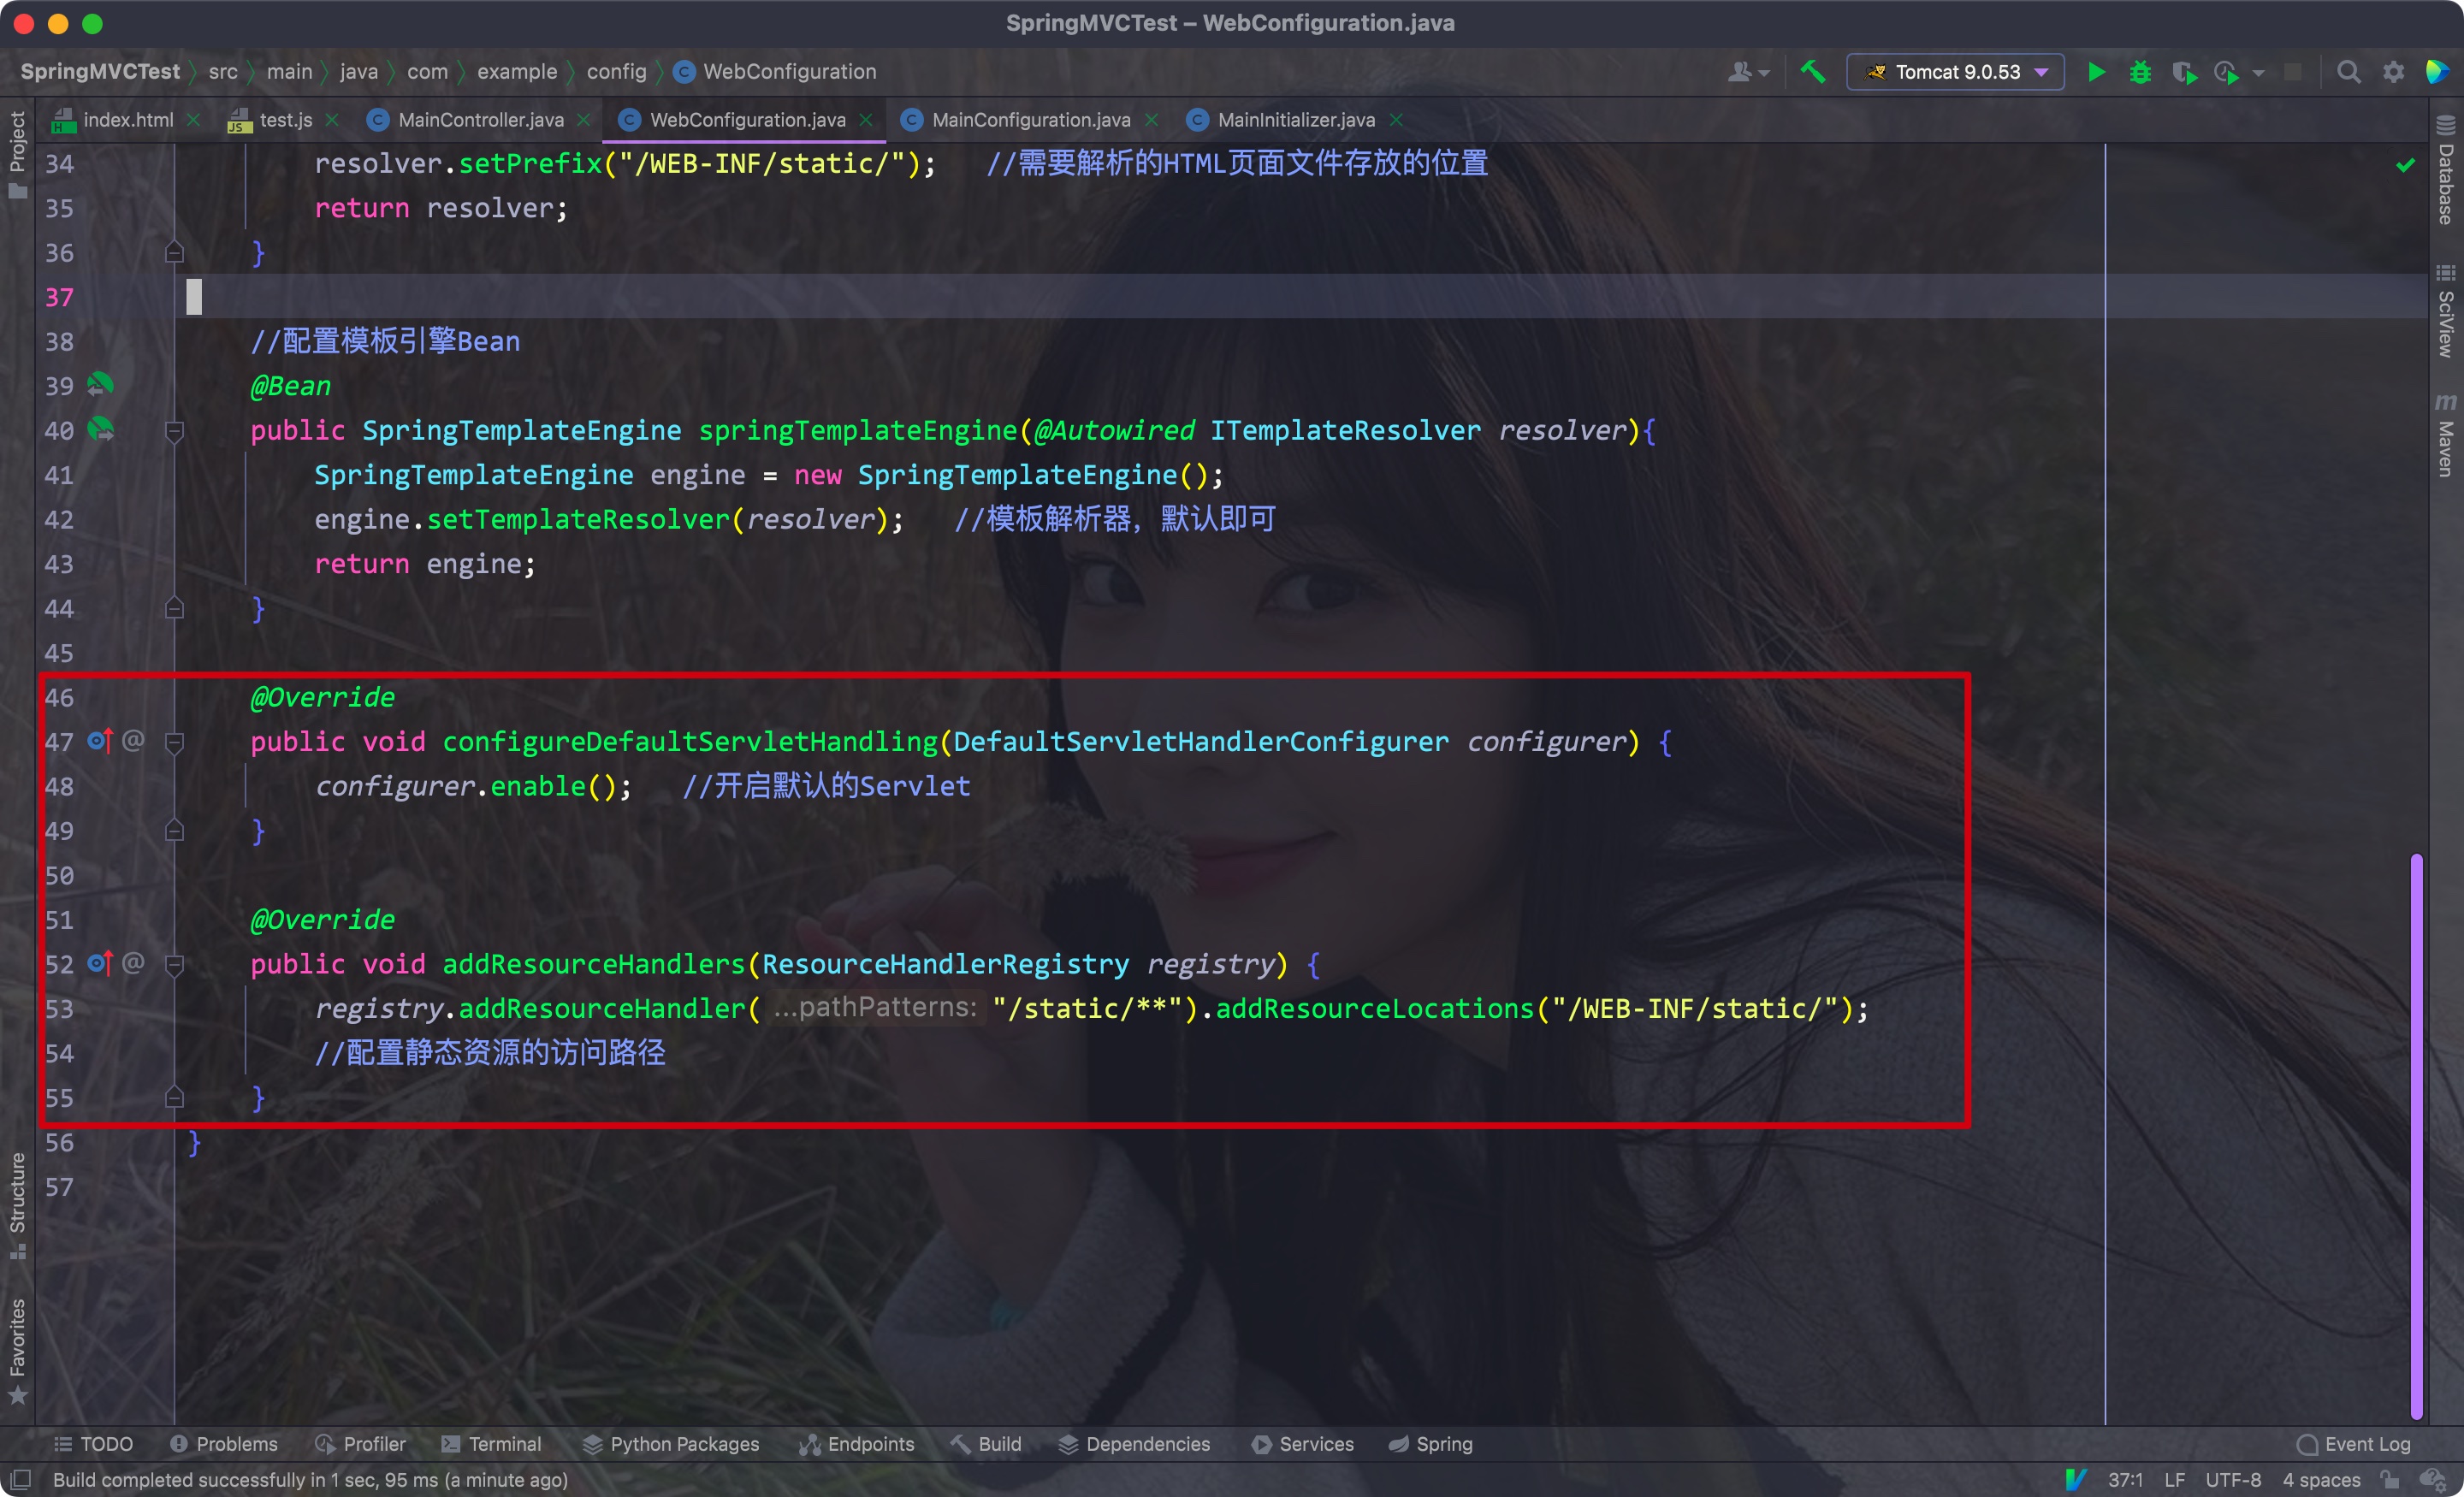 SpringMVCTest – WebConfiguration.java
SpringMVCTest src main java com example config WebConfiguration Tomcat 9.0.53
index.html test.js MainController.java WebConfiguration.java MainConfiguration.java MainInitializer.java
Project
34 resolver.setPrefix("/WEB-INF/static/"); //需要解析的HTML页面文件存放的位置
35 return resolver;
36 }
37
38 //配置模板引擎Bean
39 @Bean
40 public SpringTemplateEngine springTemplateEngine(@Autowired ITemplateResolver resolver){
41 SpringTemplateEngine engine = new SpringTemplateEngine();
42 engine.setTemplateResolver(resolver); //模板解析器，默认即可
43 return engine;
44 }
45
46 @Override
47 public void configureDefaultServletHandling(DefaultServletHandlerConfigurer configurer) {
48 configurer.enable(); //开启默认的Servlet
49 }
50
51 @Override
52 public void addResourceHandlers(ResourceHandlerRegistry registry) {
53 registry.addResourceHandler( ...pathPatterns: "/static/**").addResourceLocations("/WEB-INF/static/");
54 //配置静态资源的访问路径
55 }
56 }
57
Structure
Favorites
Database
SciView
Maven
TODO Problems Profiler Terminal Python Packages Endpoints Build Dependencies Services Spring Event Log
Build completed successfully in 1 sec, 95 ms (a minute ago) 37:1 LF UTF-8 4 spaces